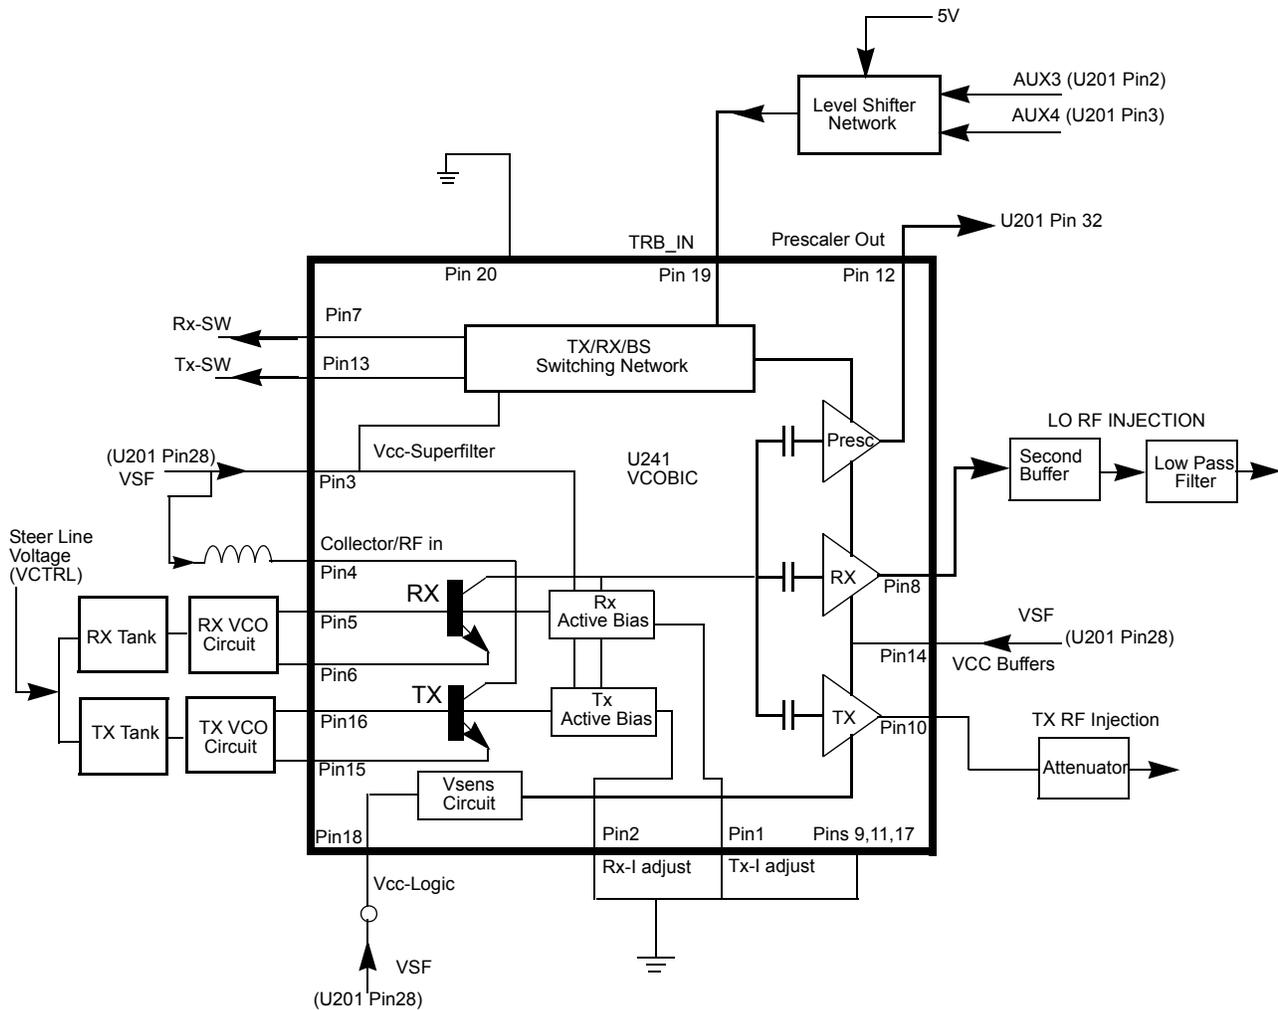 5V
AUX3 (U201 Pin2)
Level Shifter
Network
AUX4 (U201 Pin3)
U201 Pin 32
TRB_IN
Prescaler Out
Pin 20
Pin 19
Pin 12
Pin7
Rx-SW
TX/RX/BS
Switching Network
Tx-SW
Pin13
Presc
LO RF INJECTION
Vcc-Superfilter
(U201 Pin28)
VSF
U241
VCOBIC
Second
Buffer
Low Pass
Filter
Pin3
Steer Line
Voltage
(VCTRL)
Collector/RF in
Pin4
RX
RX
Pin8
Rx
Active Bias
RX Tank
RX VCO
Circuit
Pin5
VSF
(U201 Pin28)
Pin14
VCC Buffers
Pin6
TX
Tx
Active Bias
TX Tank
TX VCO
Circuit
Pin16
TX
Pin10
TX RF Injection
Pin15
Attenuator
Vsens
Circuit
Pin18
Pin2
Pin1
Pins 9,11,17
Rx-I adjust
Tx-I adjust
Vcc-Logic
VSF
(U201 Pin28)